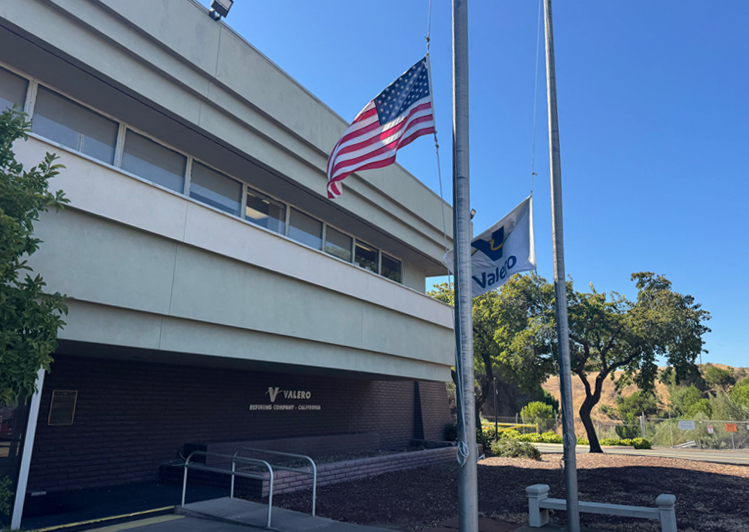 Valero
VALERO
REFINING COMPANY - CALIFORNIA